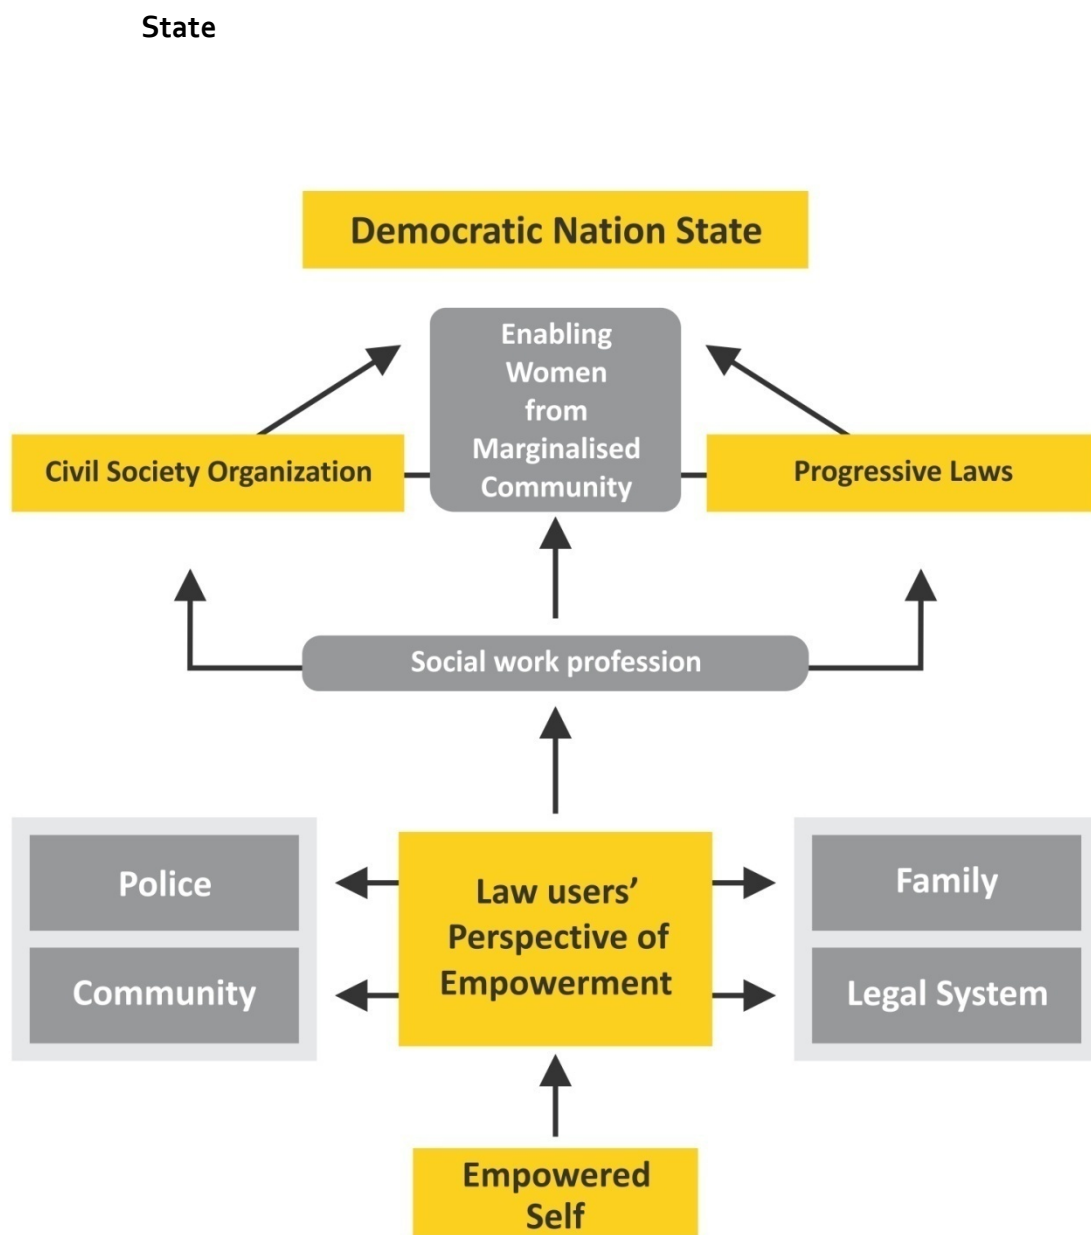 State
Democratic Nation State
Enabling
Women
from
Marginalised
Community
Civil Society Organization
Progressive Laws
Social work profession
Police
Community
Law users’
Perspective of
Empowerment
Family
Legal System
Empowered
Self